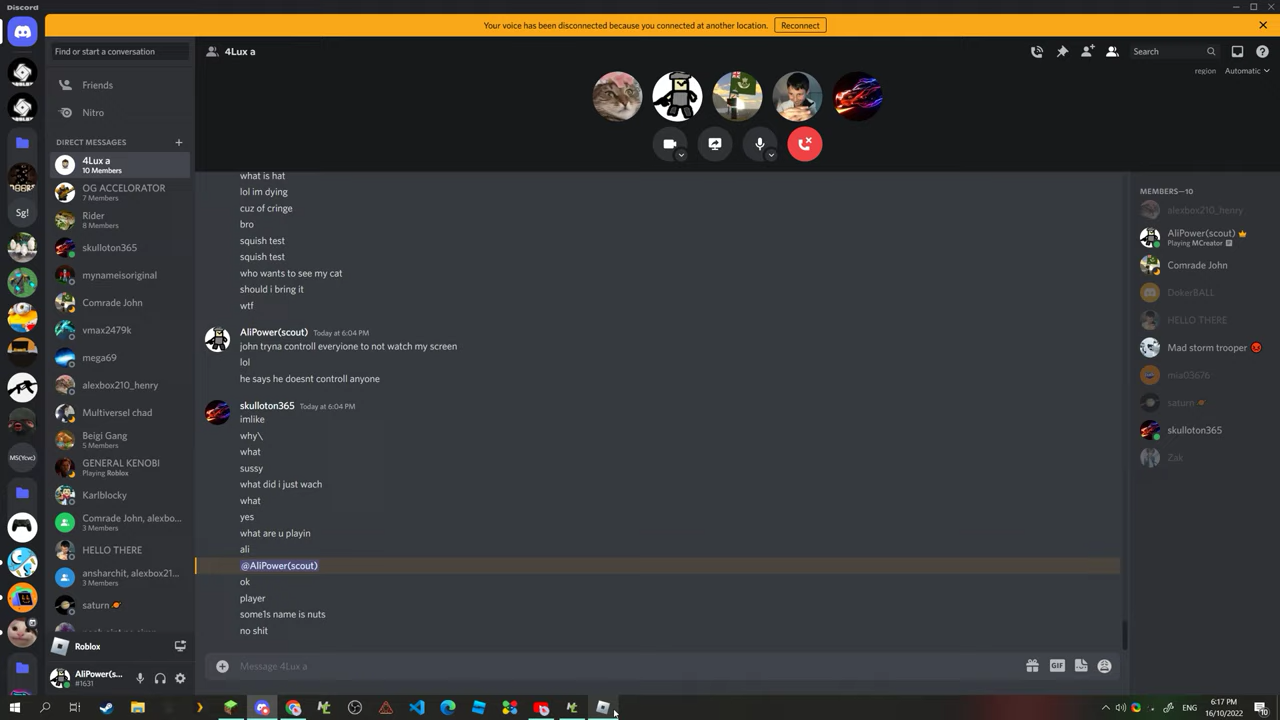 Discord
Your voice has been disconnected because you connected at another location. Reconnect
Find or start a conversation
4Lux a
Search
region Automatic
Friends
Nitro
DIRECT MESSAGES
4Lux a
10 Members
OG ACCELORATOR
7 Members
Rider
8 Members
skulloton365
mynameisoriginal
Comrade John
vmax2479k
mega69
alexbox210_henry
Multiversel chad
Beigi Gang
5 Members
GENERAL KENOBI
Playing Roblox
Karlblocky
Comrade John, alexbo...
3 Members
HELLO THERE
ansharchit, alexbox21...
3 Members
saturn
Roblox
AliPower(s...
#1631
Sg!
MS(Ycvc)
what is hat
lol im dying
cuz of cringe
bro
squish test
squish test
who wants to see my cat
should i bring it
wtf
AliPower(scout) Today at 6:04 PM
john tryna controll everyione to not watch my screen
lol
he says he doesnt controll anyone
skulloton365 Today at 6:04 PM
imlike
why\
what
sussy
what did i just wach
what
yes
what are u playin
ali
@AliPower(scout)
ok
player
some1s name is nuts
no shit
Message 4Lux a
GIF
MEMBERS—10
alexbox210_henry
AliPower(scout)
Playing MCreator
Comrade John
DokerBALL
HELLO THERE
Mad storm trooper
mia03676
saturn
skulloton365
Zak
ENG
6:17 PM
16/10/2022
10